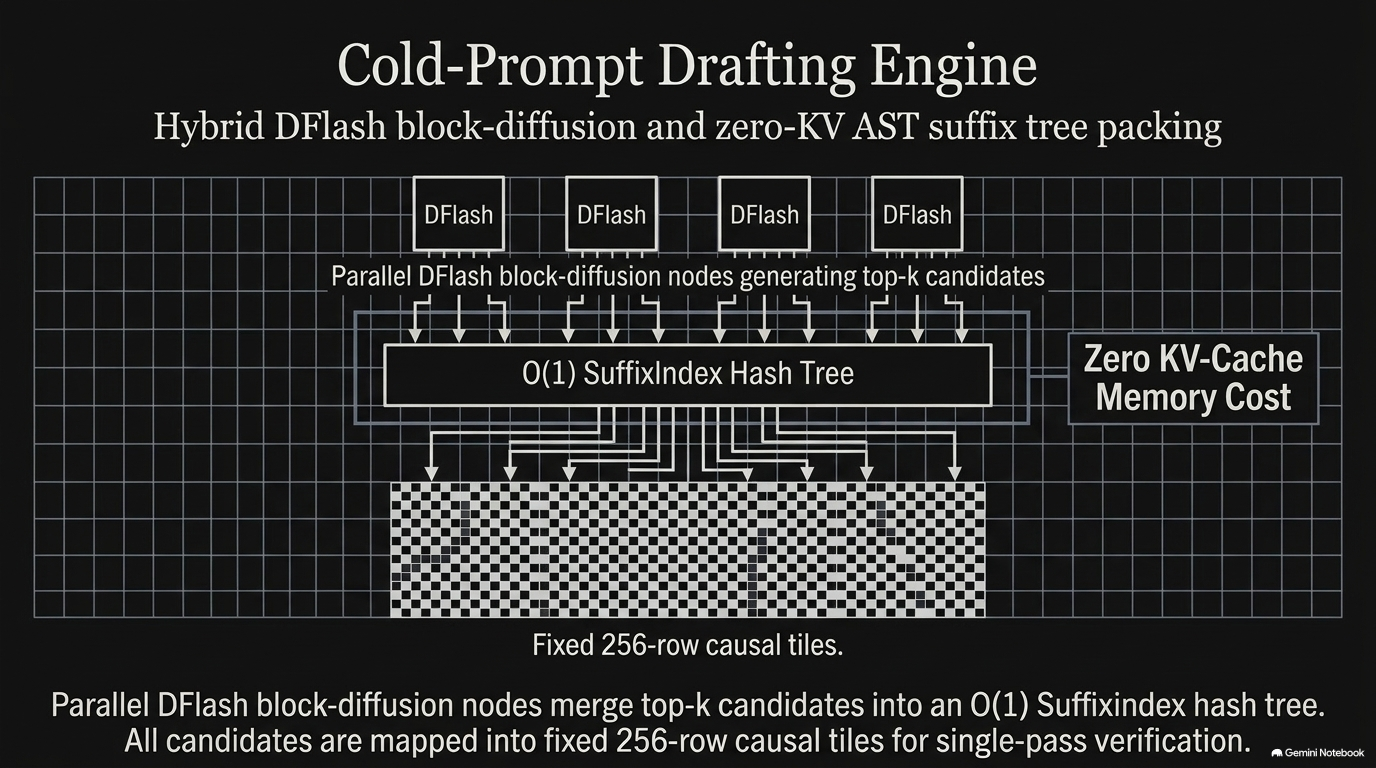 Cold-Prompt Drafting Engine
Hybrid DFlash block-diffusion and zero-KV AST suffix tree packing
DFlash
DFlash
DFlash
DFlash
Parallel DFlash block-diffusion nodes generating top-k candidates
O(1) SuffixIndex Hash Tree
Zero KV-Cache
Memory Cost
Fixed 256-row causal tiles.
Parallel DFlash block-diffusion nodes merge top-k candidates into an O(1) Suffixindex hash tree.
All candidates are mapped into fixed 256-row causal tiles for single-pass verification.
Gemini Notebook